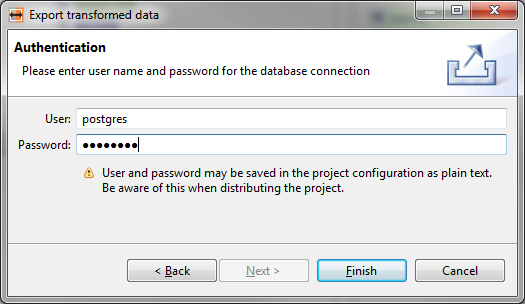 Export transformed data
Authentication
Please enter user name and password for the database connection
User: postgres
Password: ●●●●●●●●
User and password may be saved in the project configuration as plain text.
Be aware of this when distributing the project.
< Back Next > Finish Cancel